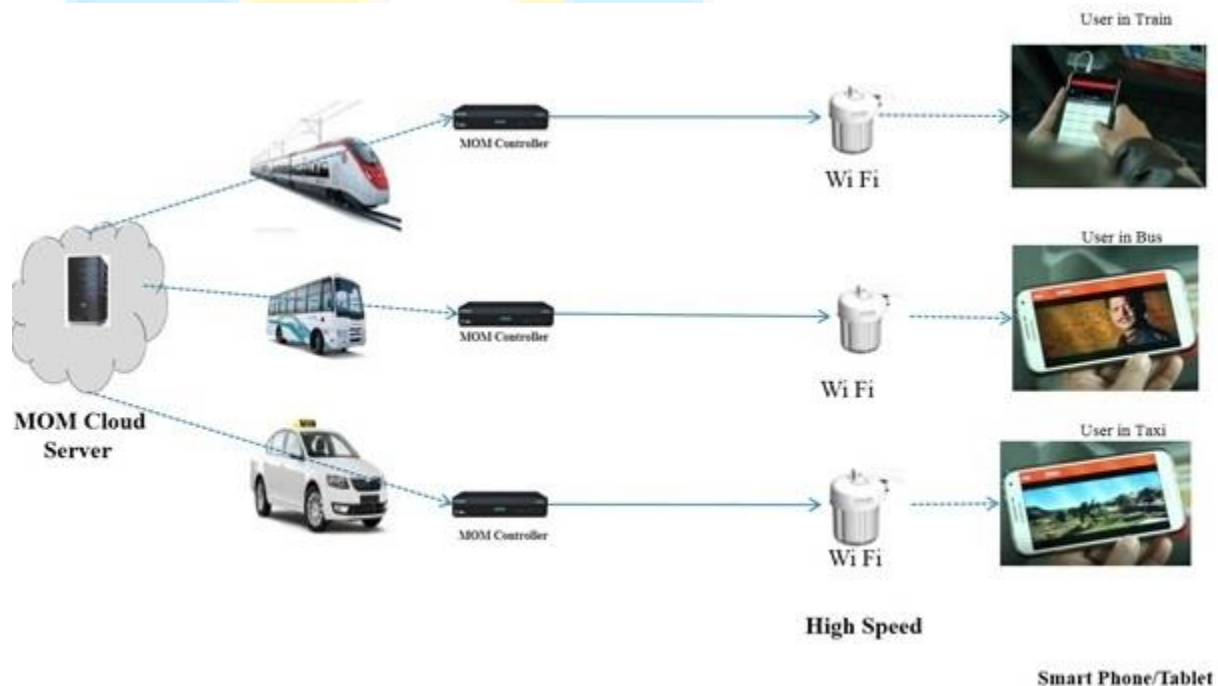 User in Train
MOM Controller
Wi Fi
User in Bus
MOM Controller
Wi Fi
MOM Cloud
Server
User in Taxi
MOM Controller
Wi Fi
High Speed
Smart Phone/Tablet